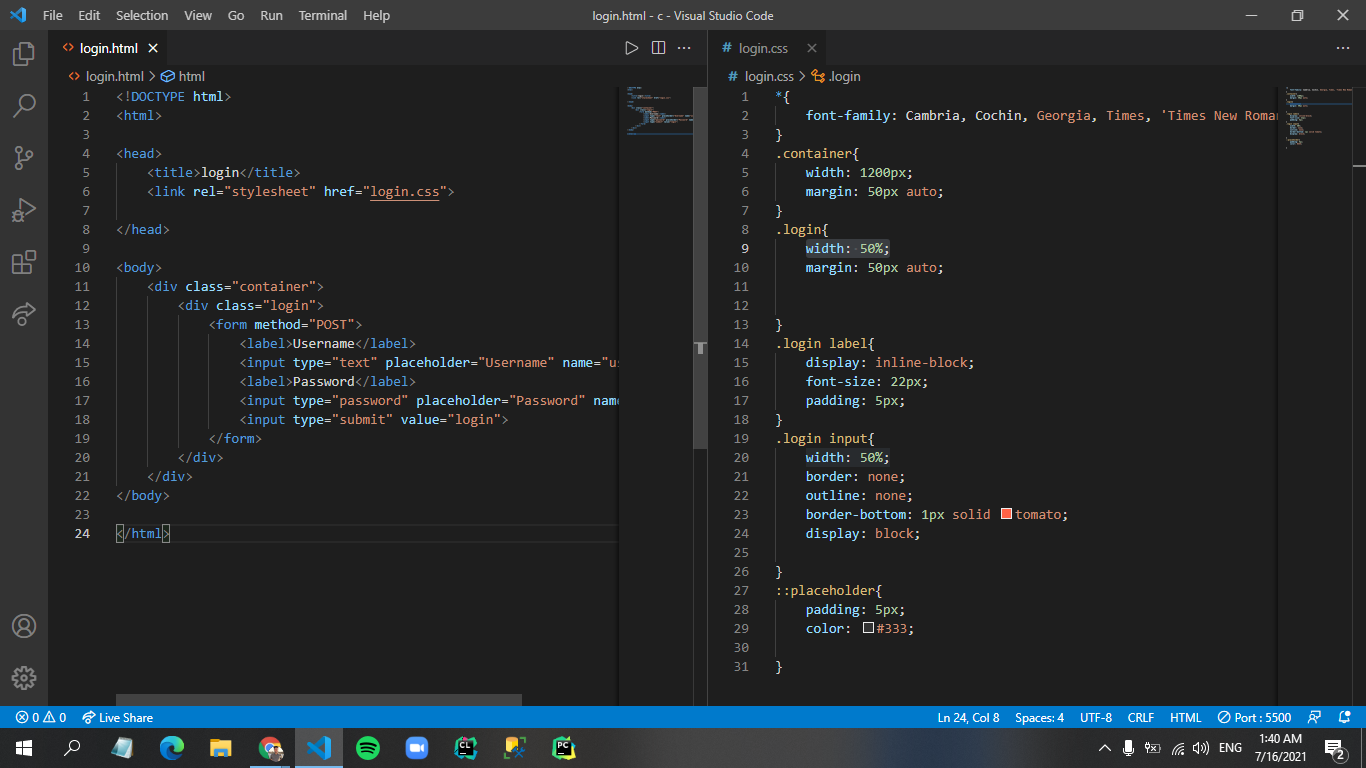 File Edit Selection View Go Run Terminal Help
login.html - c - Visual Studio Code
login.html
login.html > html
1 <!DOCTYPE html>
2 <html>
3
4 <head>
5 <title>login</title>
6 <link rel="stylesheet" href="login.css">
7
8 </head>
9
10 <body>
11 <div class="container">
12 <div class="login">
13 <form method="POST">
14 <label>Username</label>
15 <input type="text" placeholder="Username" name="us
16 <label>Password</label>
17 <input type="password" placeholder="Password" nam
18 <input type="submit" value="login">
19 </form>
20 </div>
21 </div>
22 </body>
23
24 </html>
# login.css
# login.css > .login
1 *{
2 font-family: Cambria, Cochin, Georgia, Times, 'Times New Roma
3 }
4 .container{
5 width: 1200px;
6 margin: 50px auto;
7 }
8 .login{
9 width: 50%;
10 margin: 50px auto;
11
12
13 }
14 .login label{
15 display: inline-block;
16 font-size: 22px;
17 padding: 5px;
18 }
19 .login input{
20 width: 50%;
21 border: none;
22 outline: none;
23 border-bottom: 1px solid tomato;
24 display: block;
25
26 }
27 ::placeholder{
28 padding: 5px;
29 color: #333;
30
31 }
0 0 Live Share
Ln 24, Col 8 Spaces: 4 UTF-8 CRLF HTML Port : 5500
CL
PC
ENG
1:40 AM
7/16/2021
2